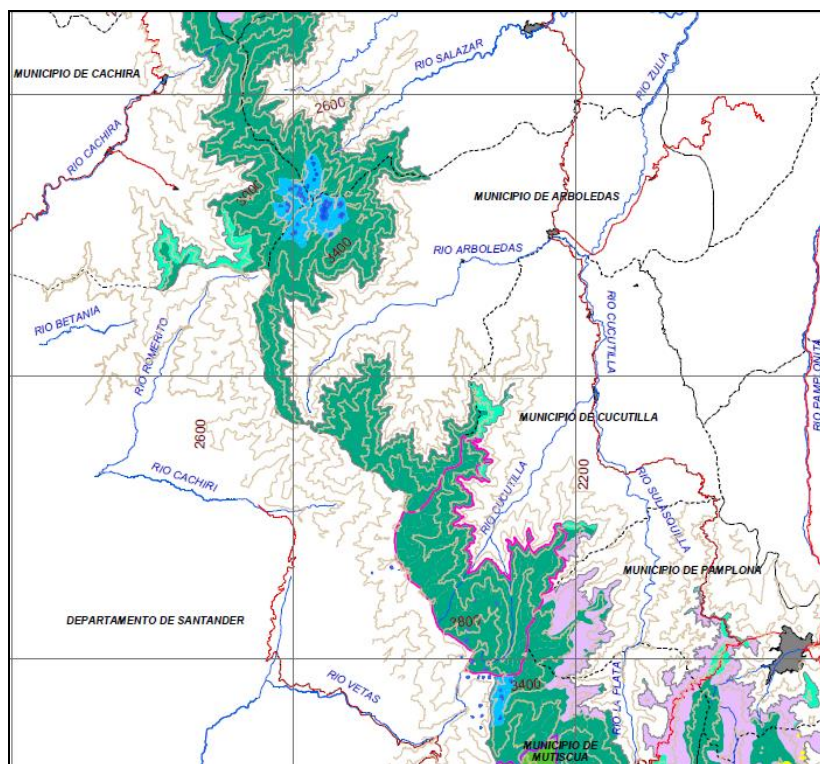 RIO SALAZAR
RIO ZULIA
MUNICIPIO DE CACHIRA
2600
RIO CACHIRA
3000
MUNICIPIO DE ARBOLEDAS
3400
RIO ARBOLEDAS
RIO BETANIA
RIO ROMERITO
RIO CUCUTILLA
RIO PAMPLONITA
MUNICIPIO DE CUCUTILLA
2600
2200
RIO CACHIRI
RIO CUCUTILLA
RIO SULASQUILLA
MUNICIPIO DE PAMPLONA
DEPARTAMENTO DE SANTANDER
2800
3400
RIO VETAS
RIO LA PLATA
MUNICIPIO DE
MUTISCUA